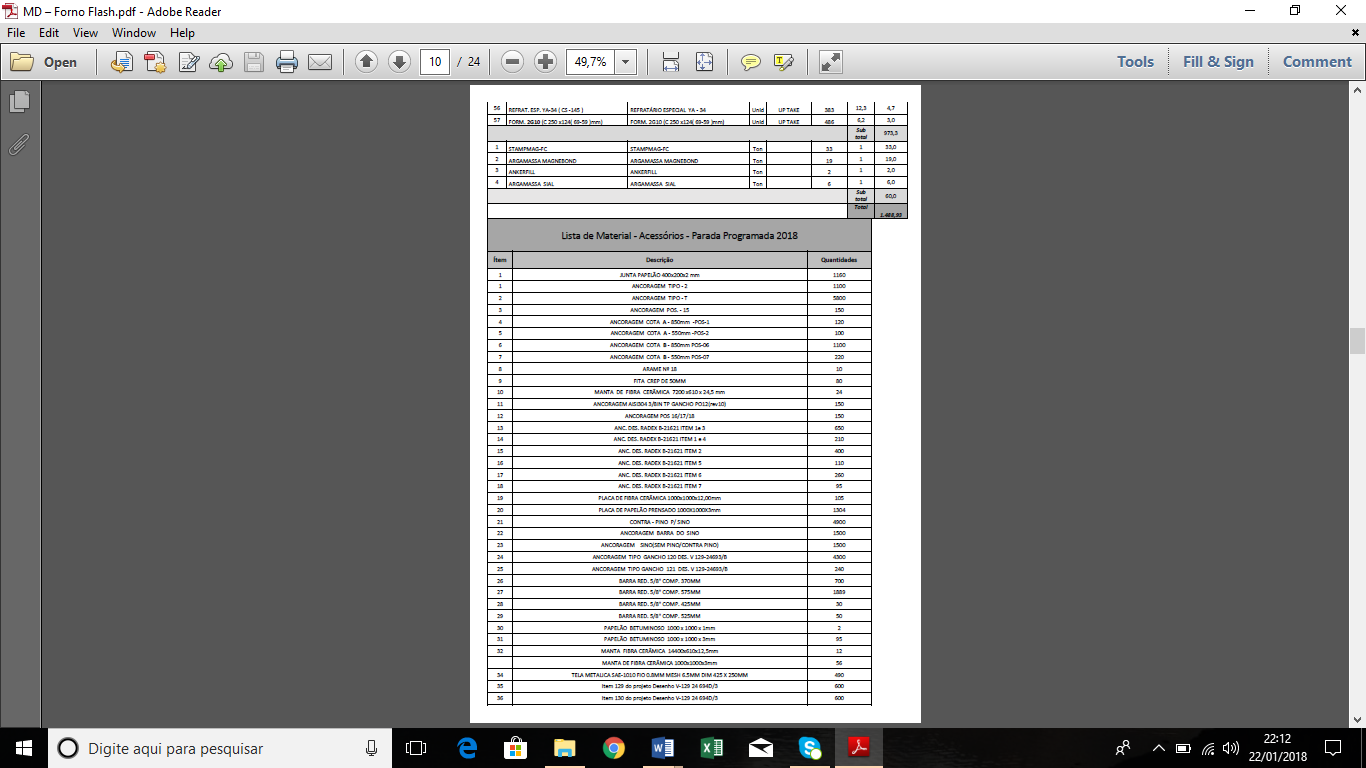 MD – Forno Flash.pdf - Adobe Reader
File Edit View Window Help
Open 10 / 24 49,7% Tools Fill & Sign Comment
56 REFRAT. ESP. YA-34 ( CS -145 ) REFRATÁRIO ESPECIAL YA - 34 Unid UP TAKE 383 12,3 4,7
57 FORM. 2G10 (C 250 x124( 69-59 )mm) FORM. 2G10 (C 250 x124( 69-59 )mm) Unid UP TAKE 486 6,2 3,0
Sub total 973,3
1 STAMPMAG-FC STAMPMAG-FC Ton 33 1 33,0
2 ARGAMASSA MAGNEBOND ARGAMASSA MAGNEBOND Ton 19 1 19,0
3 ANKERFILL ANKERFILL Ton 2 1 2,0
4 ARGAMASSA SIAL ARGAMASSA SIAL Ton 6 1 6,0
Sub total 60,0
Total 1.488,93
Lista de Material - Acessórios - Parada Programada 2018
Ítem Descrição Quantidades
1 JUNTA PAPELÃO 400x200x2 mm 1160
1 ANCORAGEM TIPO - 2 1100
2 ANCORAGEM TIPO - T 5800
3 ANCORAGEM POS. - 15 150
4 ANCORAGEM COTA A - 850mm -POS-1 120
5 ANCORAGEM COTA A - 550mm -POS-2 100
6 ANCORAGEM COTA B - 850mm POS-06 1100
7 ANCORAGEM COTA B - 550mm POS-07 220
8 ARAME Nº 18 10
9 FITA CREP DE 50MM 80
10 MANTA DE FIBRA CERÂMICA 7200 x610 x 24,5 mm 24
11 ANCORAGEM AISI304 3/8IN TP GANCHO PO12(rev10) 150
12 ANCORAGEM POS 16/17/18 150
13 ANC. DES. RADEX B-21621 ITEM 1e 3 650
14 ANC. DES. RADEX B-21621 ITEM 1 e 4 210
15 ANC. DES. RADEX B-21621 ITEM 2 400
16 ANC. DES. RADEX B-21621 ITEM 5 110
17 ANC. DES. RADEX B-21621 ITEM 6 260
18 ANC. DES. RADEX B-21621 ITEM 7 95
19 PLACA DE FIBRA CERÂMICA 1000x1000x12,00mm 105
20 PLACA DE PAPELÃO PRENSADO 1000X1000X3mm 1304
21 CONTRA - PINO P/ SINO 4900
22 ANCORAGEM BARRA DO SINO 1500
23 ANCORAGEM SINO(SEM PINO/CONTRA PINO) 1500
24 ANCORAGEM TIPO GANCHO 120 DES. V 129-24693/B 4300
25 ANCORAGEM TIPO GANCHO 121 DES. V 129-24693/B 240
26 BARRA RED. 5/8" COMP. 370MM 700
27 BARRA RED. 5/8" COMP. 575MM 1889
28 BARRA RED. 5/8" COMP. 425MM 30
29 BARRA RED. 5/8" COMP. 525MM 50
30 PAPELÃO BETUMINOSO 1000 x 1000 x 1mm 2
31 PAPELÃO BETUMINOSO 1000 x 1000 x 3mm 95
32 MANTA FIBRA CERÂMICA 14400x610x12,5mm 12
MANTA DE FIBRA CERÂMICA 1000x1000x3mm 56
34 TELA METALICA SAE-1010 FIO 0.8MM MESH 6.5MM DIM 425 X 250MM 490
35 Item 129 do projeto Desenho V-129 24 694D/3 600
36 Item 130 do projeto Desenho V-129 24 694D/3 600
Digite aqui para pesquisar
22:12
22/01/2018